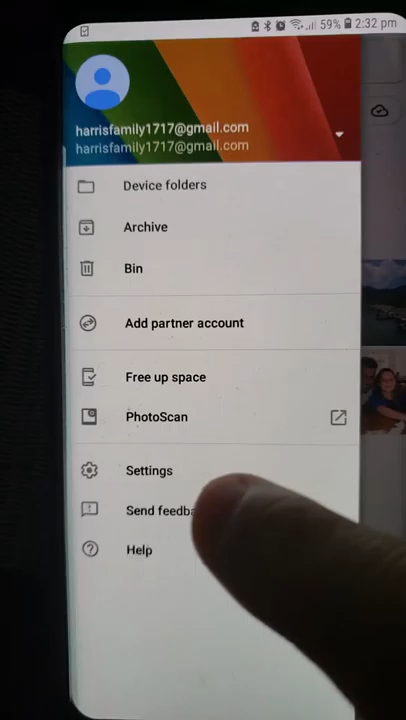 59% 2:32 pm
harrisfamily1717@gmail.com
harrisfamily1717@gmail.com
Device folders
Archive
Bin
Add partner account
Free up space
PhotoScan
Settings
Send feedba
Help